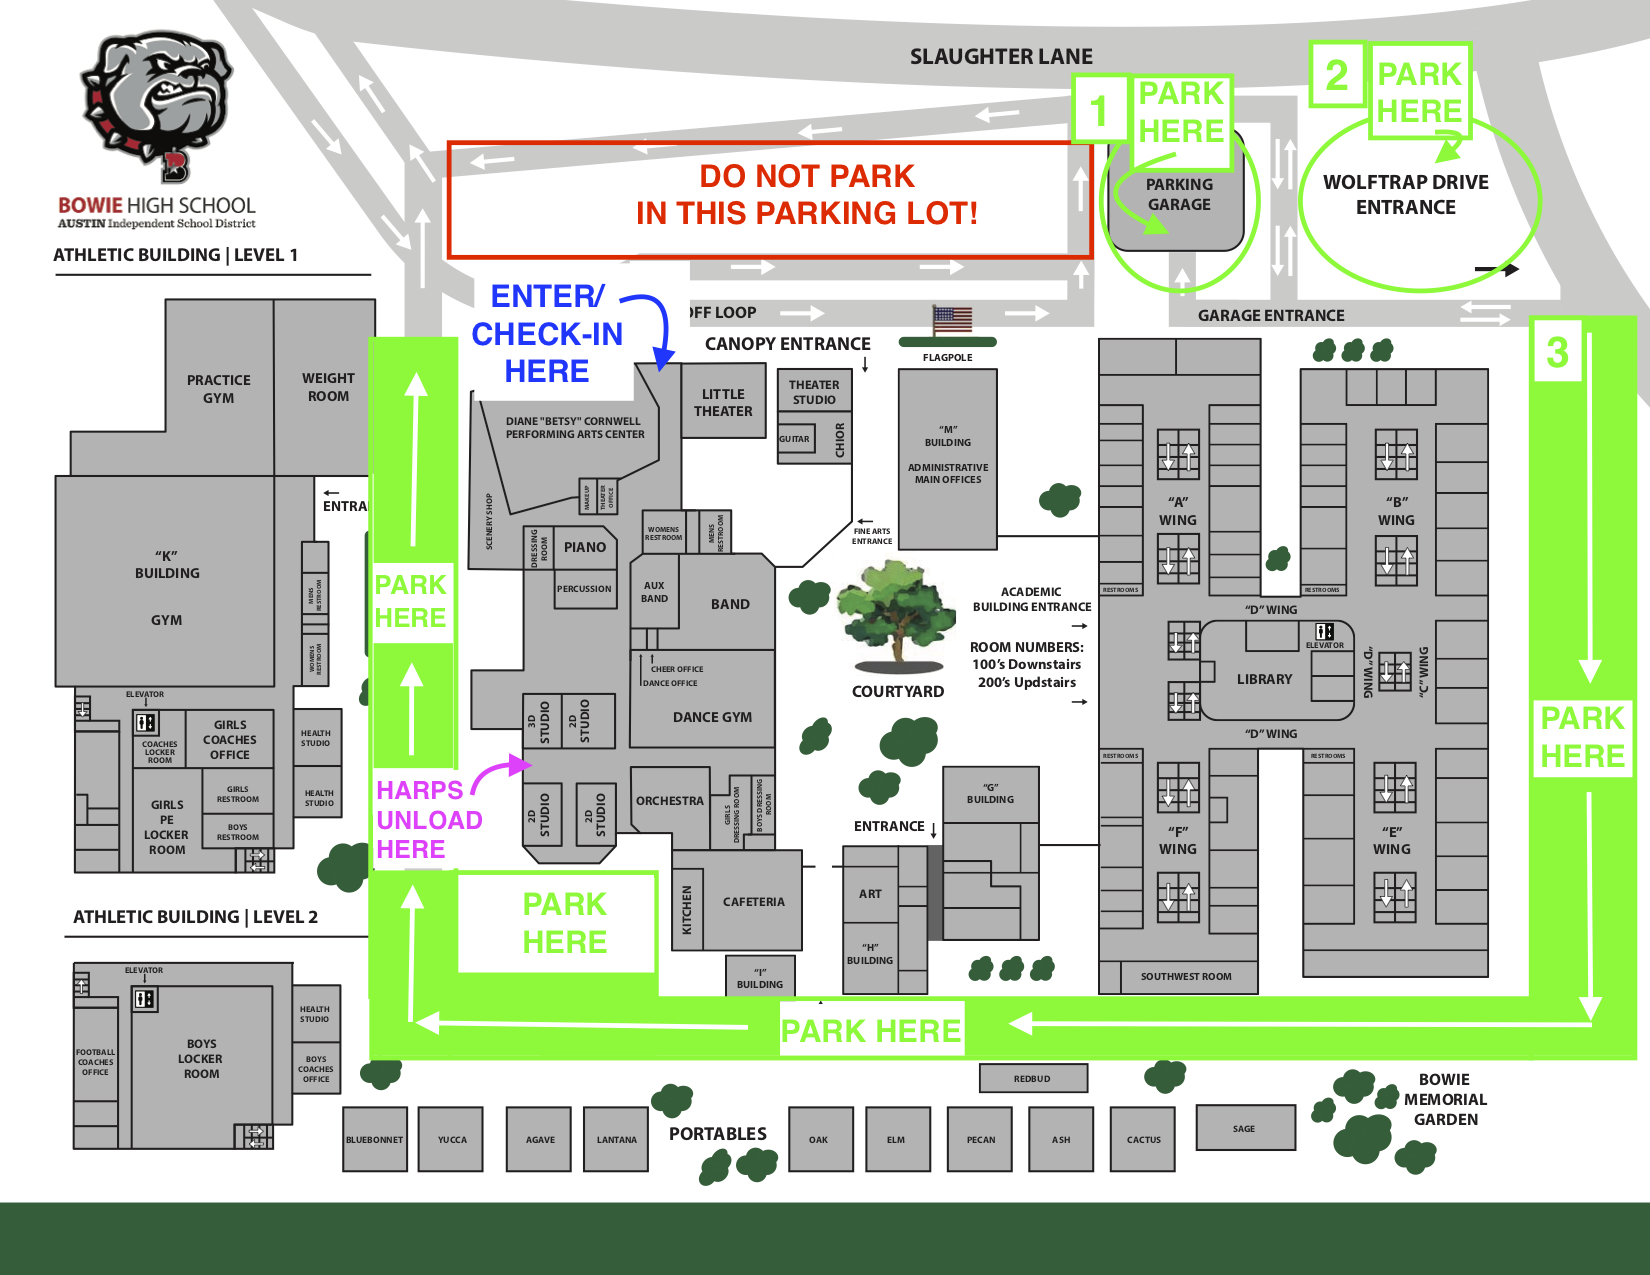 SLAUGHTER LANE
1
PARK
HERE
2
PARK
HERE
BOWIE HIGH SCHOOL
AUSTIN Independent School District
B
DO NOT PARK
IN THIS PARKING LOT!
PARKING
GARAGE
WOLFTRAP DRIVE
ENTRANCE
ATHLETIC BUILDING | LEVEL 1
ENTER/
CHECK-IN
HERE
OFF LOOP
CANOPY ENTRANCE
FLAGPOLE
GARAGE ENTRANCE
3
PRACTICE
GYM
WEIGHT
ROOM
ENTRA
"K"
BUILDING
GYM
MENS
RESTROOM
WOMENS
RESTROOM
ELEVATOR
COACHES
LOCKER
ROOM
GIRLS
COACHES
OFFICE
HEALTH
STUDIO
GIRLS
PE
LOCKER
ROOM
GIRLS
RESTROOM
BOYS
RESTROOM
HEALTH
STUDIO
PARK
HERE
HARPS
UNLOAD
HERE
PARK
HERE
DIANE "BETSY" CORNWELL
PERFORMING ARTS CENTER
SCENERY SHOP
MAKE UP
THEATER
OFFICE
LITTLE
THEATER
THEATER
STUDIO
GUITAR
CHIOR
DRESSING
ROOM
PIANO
PERCUSSION
WOMENS
RESTROOM
MENS
RESTROOM
AUX
BAND
BAND
FINE ARTS
ENTRANCE
CHEER OFFICE
DANCE OFFICE
DANCE GYM
3D
STUDIO
2D
STUDIO
2D
STUDIO
2D
STUDIO
ORCHESTRA
GIRLS
DRESSING ROOM
BOYS DRESSING
ROOM
KITCHEN
CAFETERIA
"I"
BUILDING
"M"
BUILDING
ADMINISTRATIVE
MAIN OFFICES
ACADEMIC
BUILDING ENTRANCE
ROOM NUMBERS:
100's Downstairs
200's Updstairs
COURTYARD
"G"
BUILDING
ENTRANCE
ART
"H"
BUILDING
"A"
WING
RESTROOMS
"B"
WING
RESTROOMS
"D" WING
ELEVATOR
LIBRARY
"D" WING
"C" WING
"D" WING
RESTROOMS
RESTROOMS
"F"
WING
"E"
WING
SOUTHWEST ROOM
PARK
HERE
PARK HERE
ATHLETIC BUILDING | LEVEL 2
ELEVATOR
FOOTBALL
COACHES
OFFICE
BOYS
LOCKER
ROOM
HEALTH
STUDIO
BOYS
COACHES
OFFICE
REDBUD
BOWIE
MEMORIAL
GARDEN
BLUEBONNET
YUCCA
AGAVE
LANTANA
PORTABLES
OAK
ELM
PECAN
ASH
CACTUS
SAGE